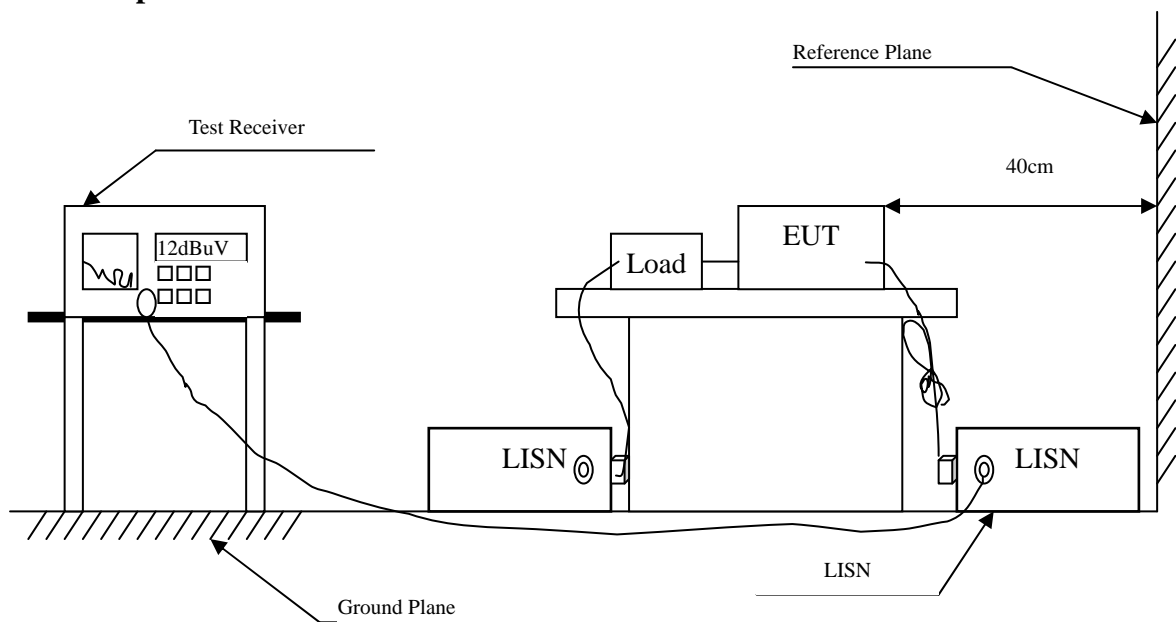 Reference Plane
Test Receiver
40cm
12dBuV
EUT
Load
LISN
LISN
LISN
Ground Plane